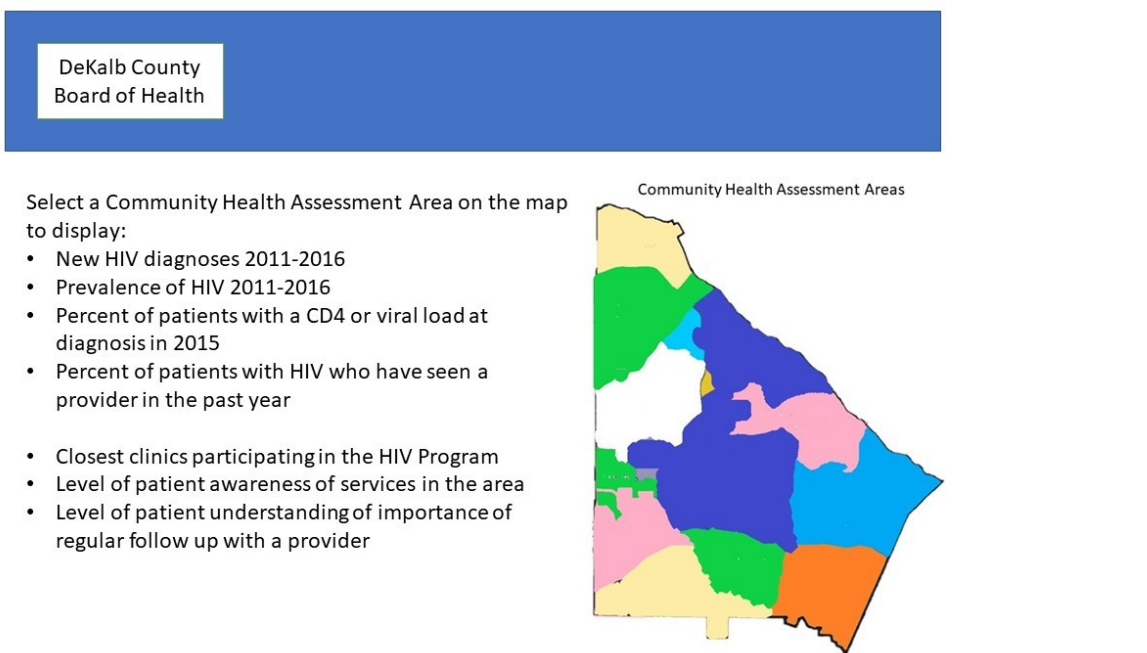 DeKalb County
Board of Health
Select a Community Health Assessment Area on the map
to display:
• New HIV diagnoses 2011-2016
• Prevalence of HIV 2011-2016
• Percent of patients with a CD4 or viral load at
diagnosis in 2015
• Percent of patients with HIV who have seen a
provider in the past year
• Closest clinics participating in the HIV Program
• Level of patient awareness of services in the area
• Level of patient understanding of importance of
regular follow up with a provider
Community Health Assessment Areas